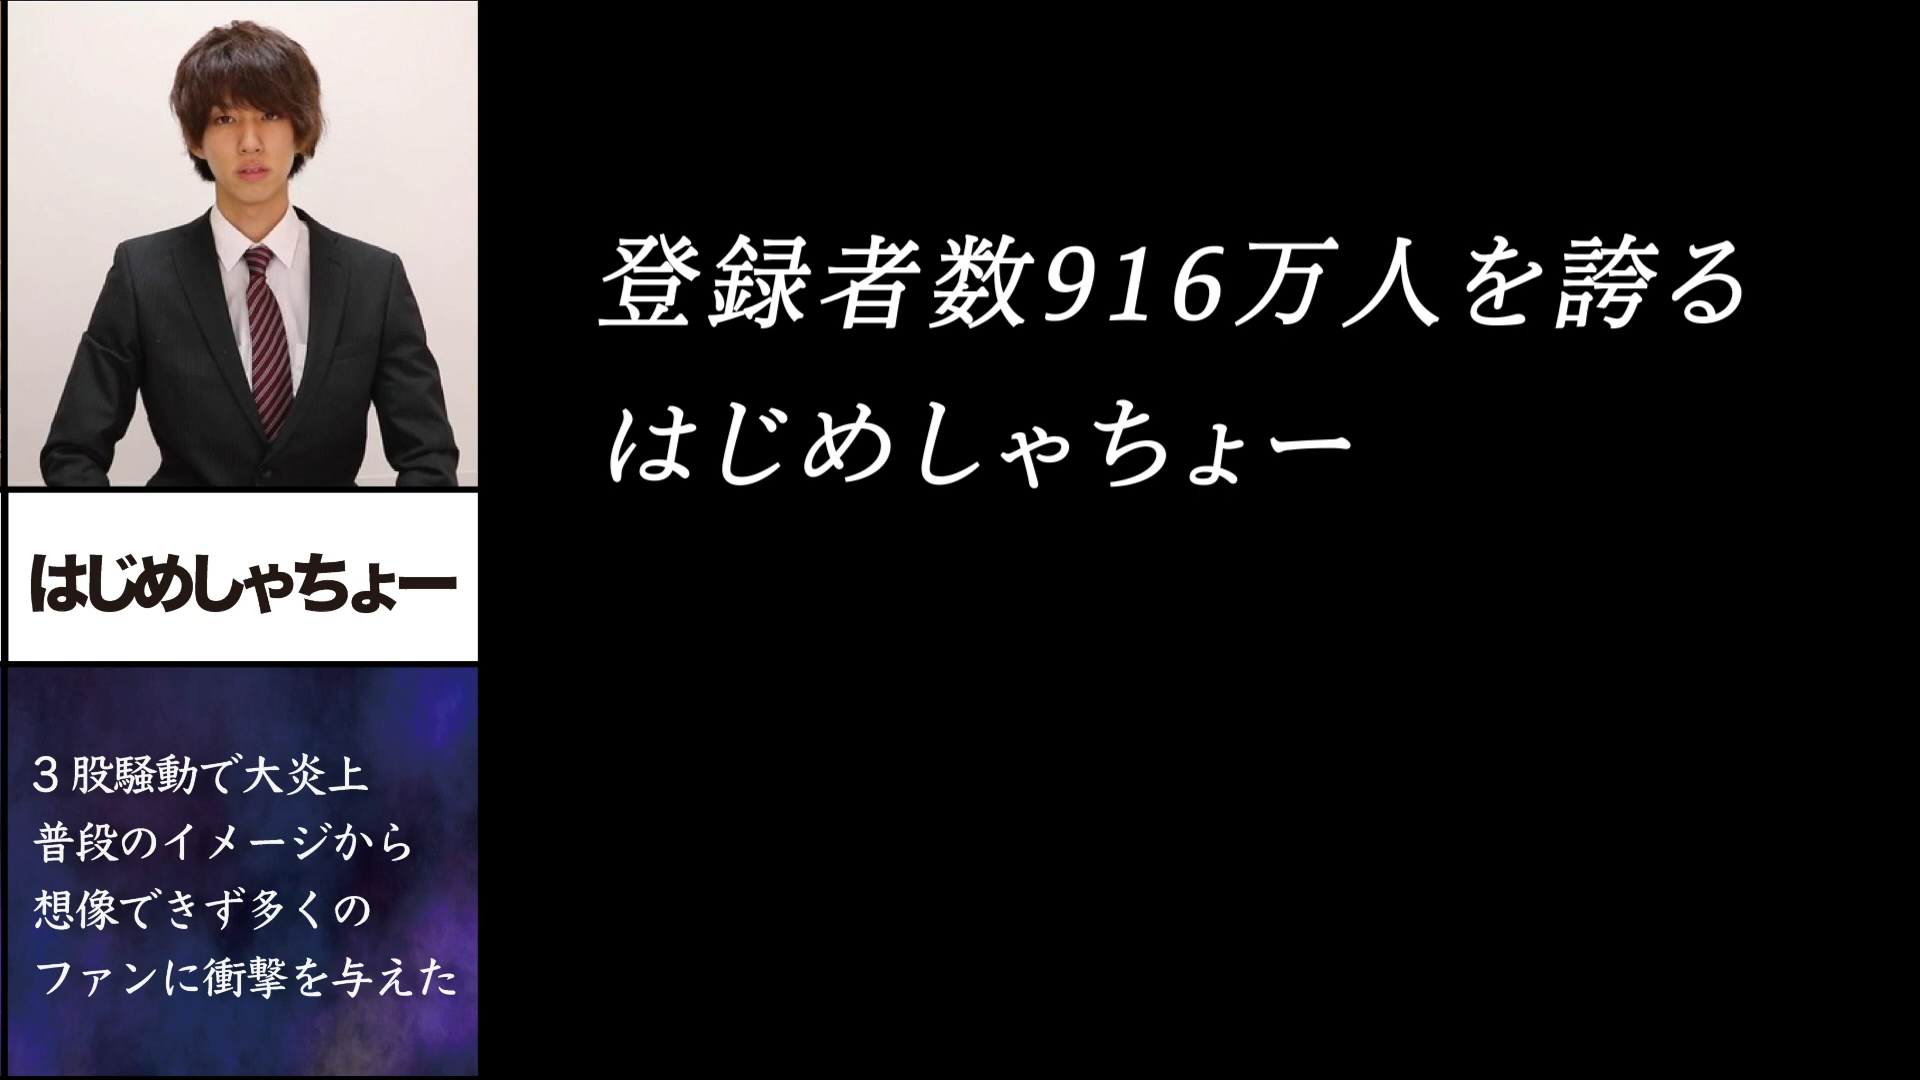 登録者数916万人を誇る
はじめしゃちょー
はじめしゃちょー
3股騒動で大炎上
普段のイメージから
想像できず多くの
ファンに衝撃を与えた